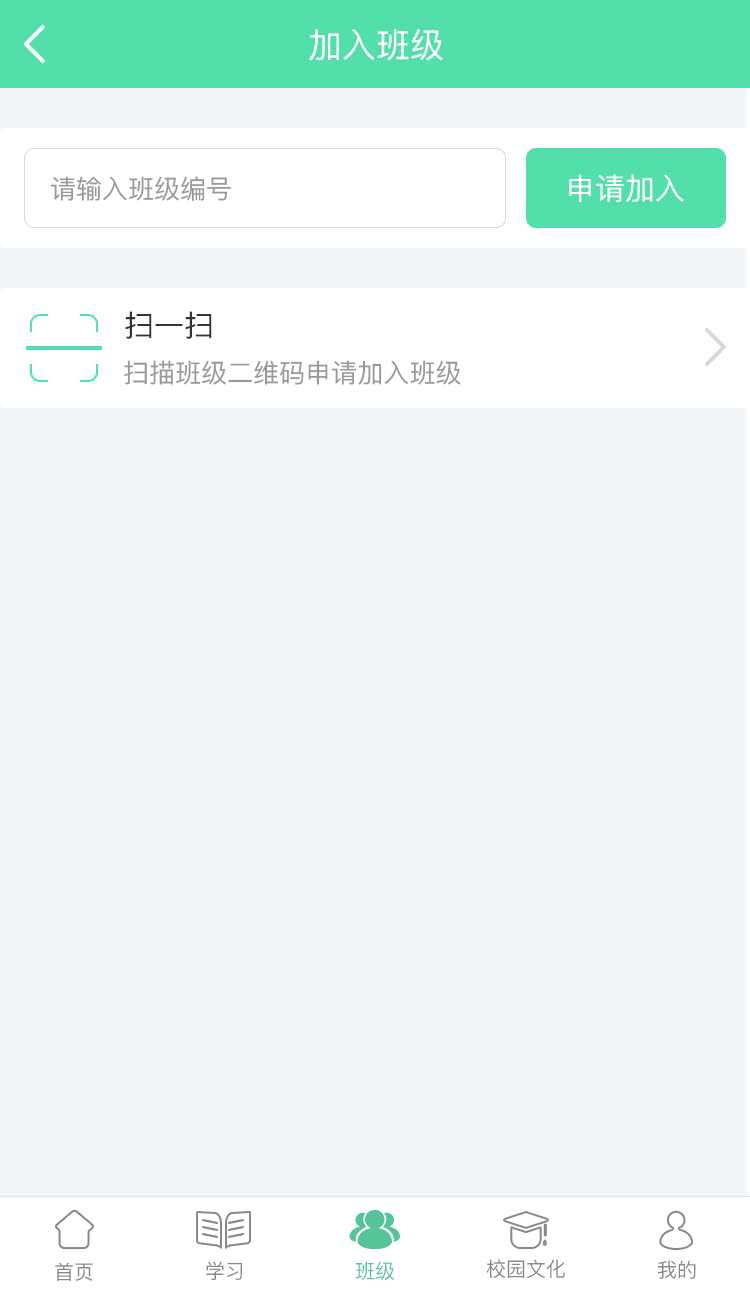 加入班级
请输入班级编号
申请加入
扫一扫
扫描班级二维码申请加入班级
首页
学习
班级
校园文化
我的